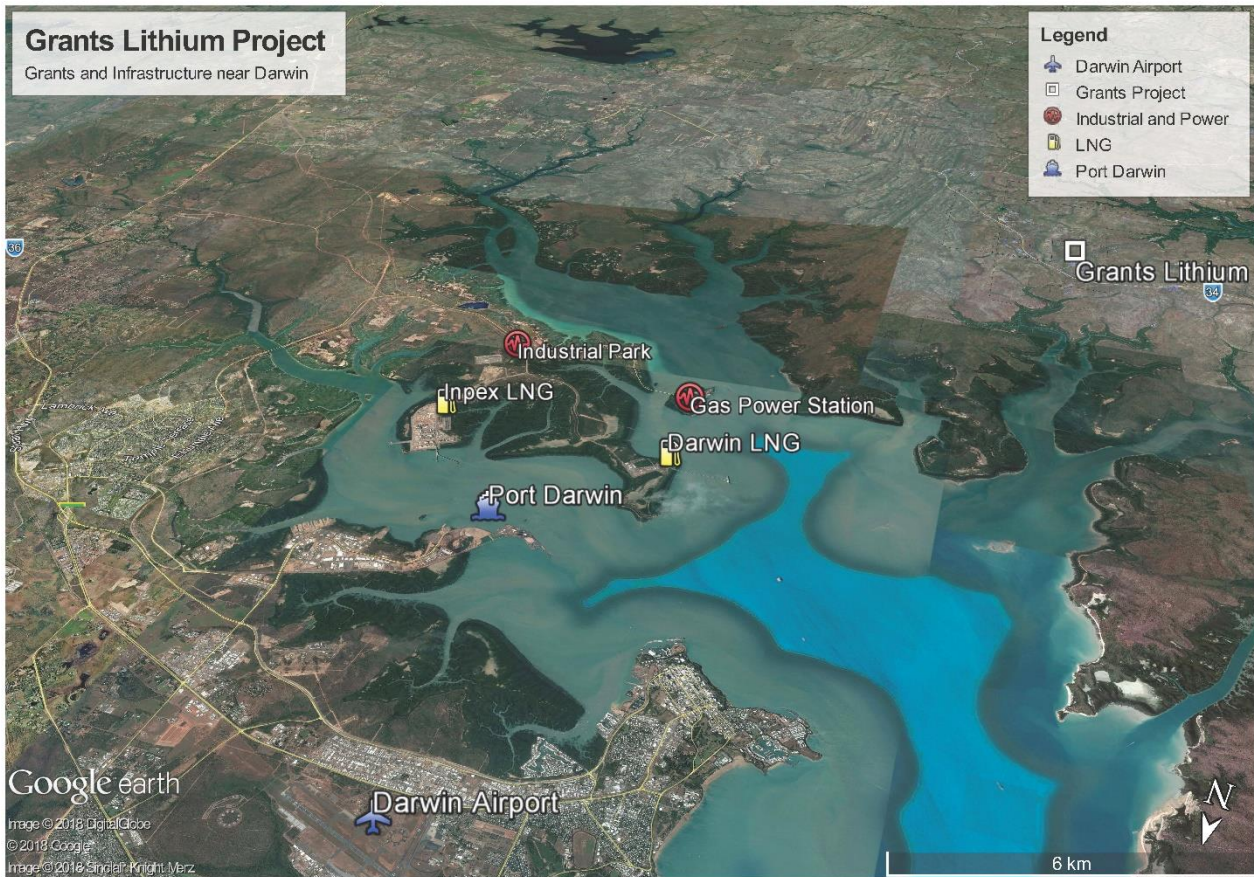 Grants Lithium Project
Grants and Infrastructure near Darwin
Legend
Darwin Airport
Grants Project
Industrial and Power
LNG
Port Darwin
36
Grants Lithium
34
Industrial Park
Inpex LNG
Gas Power Station
Darwin LNG
Port Darwin
Darwin Airport
Google earth
Image © 2018 DigitalGlobe
© 2018 Google
Image © 2018 Sinclair Knight Merz
N
6 km